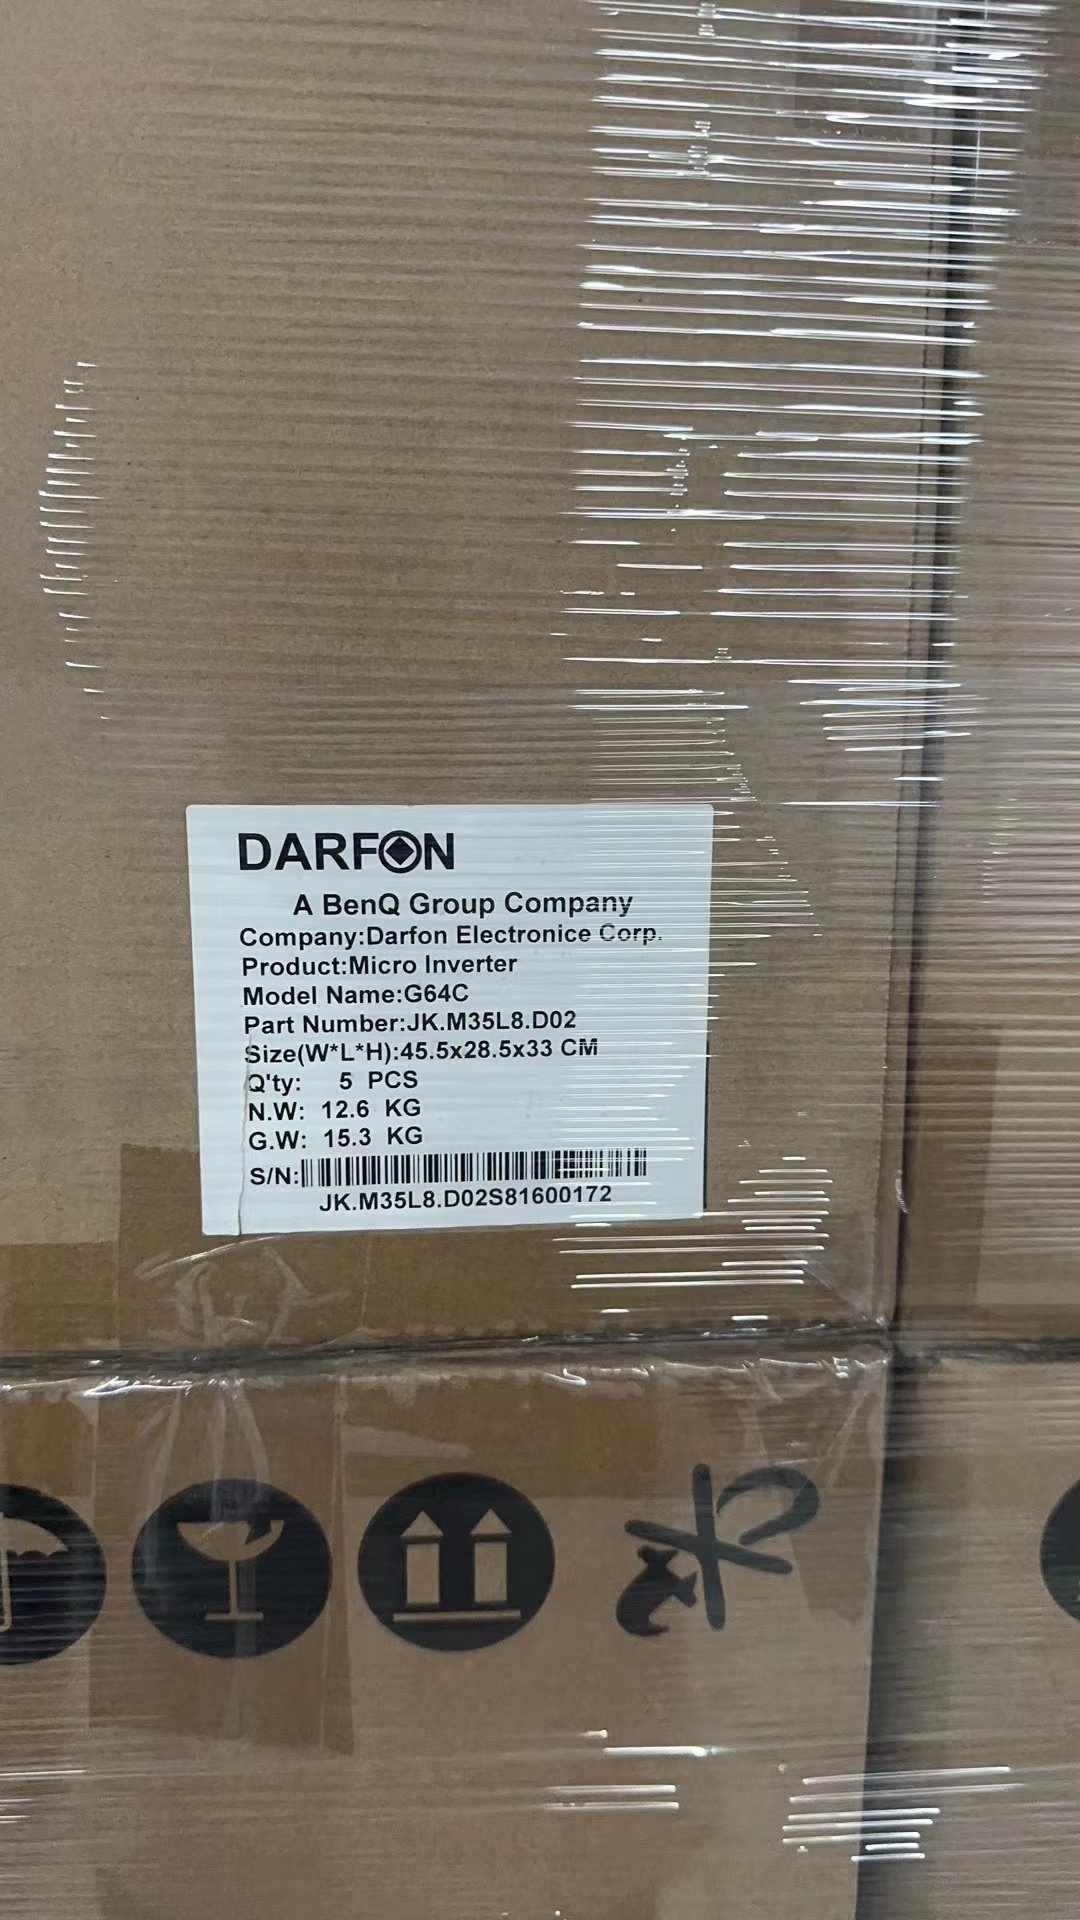 DARFON
A BenQ Group Company
Company:Darfon Electronice Corp.
Product:Micro Inverter
Model Name:G64C
Part Number:JK.M35L8.D02
Size(W*L*H):45.5x28.5x33 CM
Q'ty: 5 PCS
N.W: 12.6 KG
G.W: 15.3 KG
S/N:
JK.M35L8.D02S81600172